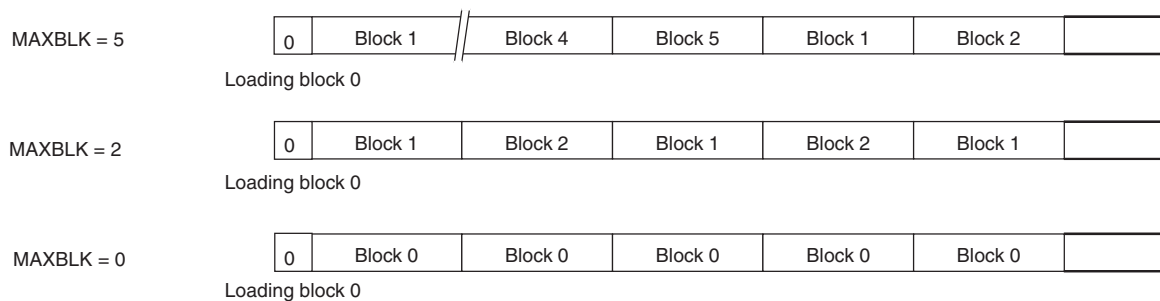 MAXBLK = 5 0 Block 1 Block 4 Block 5 Block 1 Block 2
Loading block 0
MAXBLK = 2 0 Block 1 Block 2 Block 1 Block 2 Block 1
Loading block 0
MAXBLK = 0 0 Block 0 Block 0 Block 0 Block 0 Block 0
Loading block 0